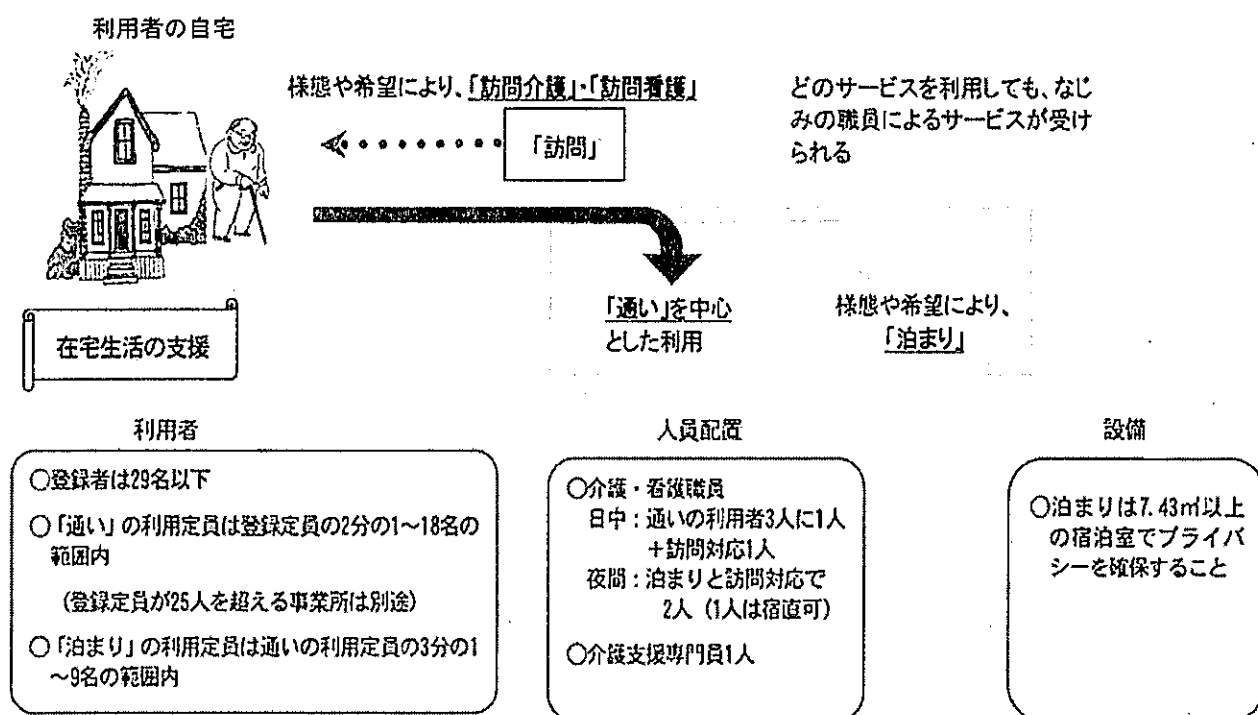 利用者の自宅
様態や希望により、「訪問介護」・「訪問看護」
「訪問」
どのサービスを利用しても、なじ
みの職員によるサービスが受け
られる
「通い」を中心
とした利用
様態や希望により、
「泊まり」
在宅生活の支援
利用者
○登録者は29名以下
○「通い」の利用定員は登録定員の2分の1～18名の
範囲内
(登録定員が25人を超える事業所は別途)
○「泊まり」の利用定員は通いの利用定員の3分の1
～9名の範囲内
人員配置
○介護・看護職員
日中：通いの利用者3人に1人
＋訪問対応1人
夜間：泊まりと訪問対応で
2人（1人は宿直可）
○介護支援専門員1人
設備
○泊まりは7.43㎡以上
の宿泊室でプライバ
シーを確保すること